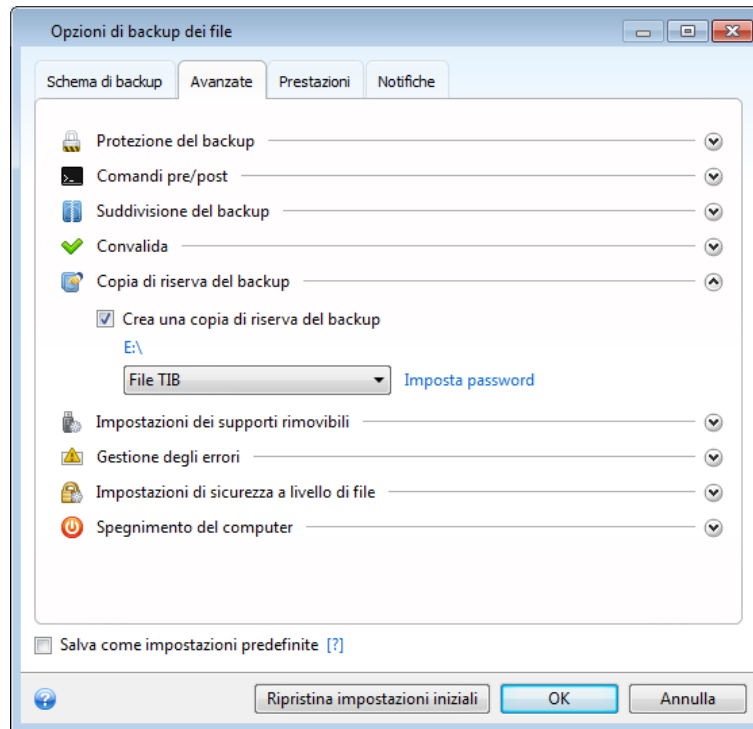 Opzioni di backup dei file
Schema di backup Avanzate Prestazioni Notifiche
Protezione del backup
Comandi pre/post
Suddivisione del backup
Convalida
Copia di riserva del backup
Crea una copia di riserva del backup
E:\
File TIB Imposta password
Impostazioni dei supporti rimovibili
Gestione degli errori
Impostazioni di sicurezza a livello di file
Spegnimento del computer
Salva come impostazioni predefinite [?]
Ripristina impostazioni iniziali OK Annulla